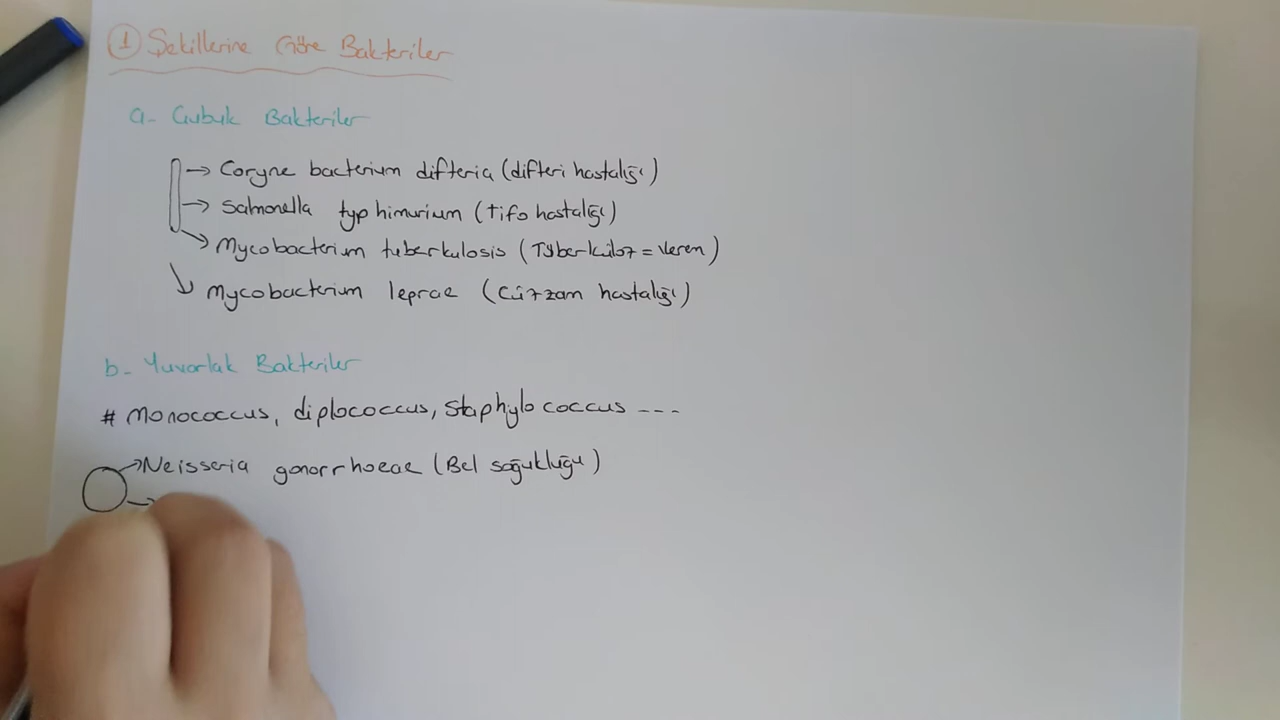 ① Şekillerine Göre Bakteriler
a- Çubuk Bakteriler
→ Coryne bacterium difteria (difteri hastalığı)
→ Salmonella typhimurium (Tifo hastalığı)
→ Mycobacterium tuberkulosis (Tüberküloz = Verem)
→ Mycobacterium leprae (Cüzzam hastalığı)
b- Yuvarlak Bakteriler
# Monococcus, diplococcus, Staphylococcus ---
→ Neisseria gonorrhoeae (Bel soğukluğu)
→